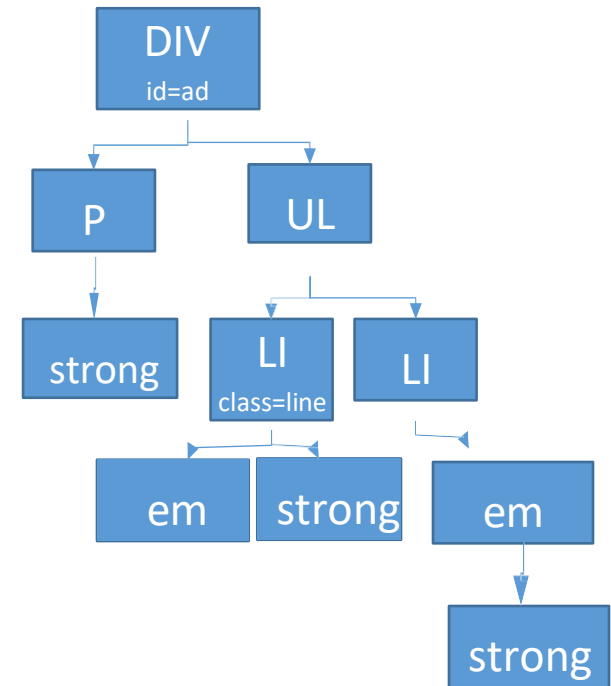 DIV
id=ad
P
UL
strong
LI
class=line
LI
em
strong
em
strong